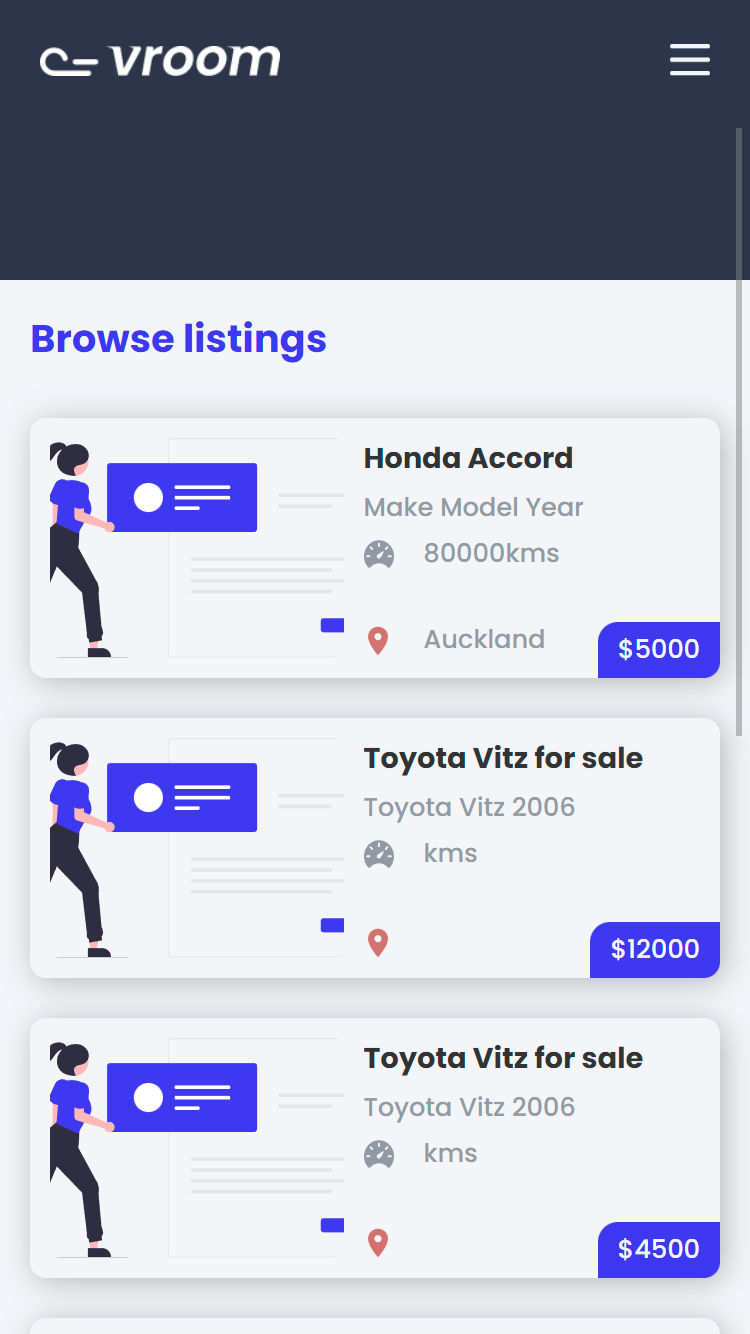 vroom
Browse listings
Honda Accord
Make Model Year
80000kms
Auckland
$5000
Toyota Vitz for sale
Toyota Vitz 2006
kms
$12000
Toyota Vitz for sale
Toyota Vitz 2006
kms
$4500